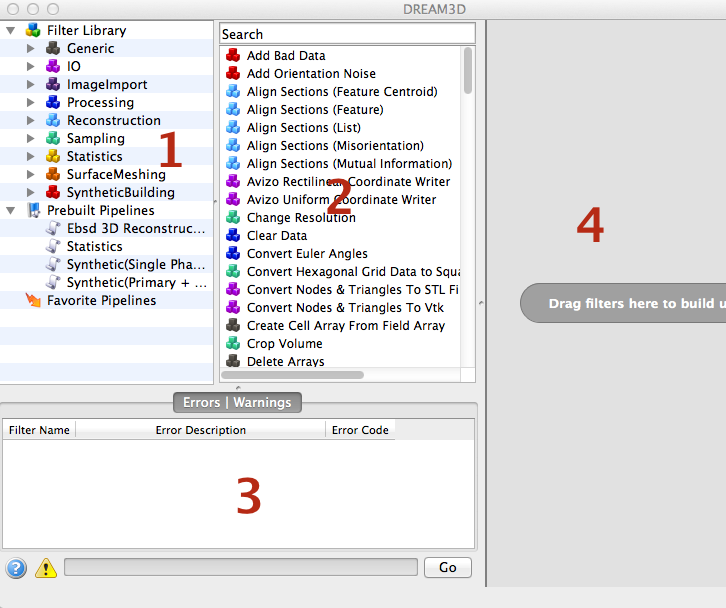 DREAM3D
Filter Library
Generic
IO
ImageImport
Processing
Reconstruction
Sampling
Statistics
SurfaceMeshing
SyntheticBuilding
Prebuilt Pipelines
Ebsd 3D Reconstruc...
Statistics
Synthetic(Single Pha...
Synthetic(Primary + ...
Favorite Pipelines
1
Search
Add Bad Data
Add Orientation Noise
Align Sections (Feature Centroid)
Align Sections (Feature)
Align Sections (List)
Align Sections (Misorientation)
Align Sections (Mutual Information)
Avizo Rectilinear Coordinate Writer
Avizo Uniform Coordinate Writer
Change Resolution
Clear Data
Convert Euler Angles
Convert Hexagonal Grid Data to Squa
Convert Nodes & Triangles To STL Fi
Convert Nodes & Triangles To Vtk
Create Cell Array From Field Array
Crop Volume
Delete Arrays
2
4
Drag filters here to build u
Errors | Warnings
Filter Name Error Description Error Code
3
Go